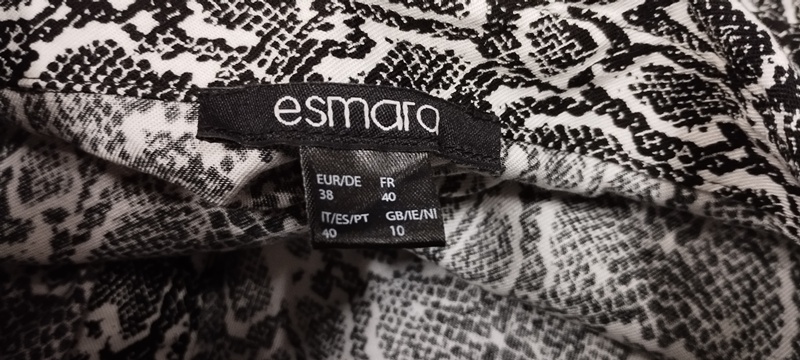 esmara
EUR/DE FR
38 40
IT/ES/PT GB/IE/NI
40 10